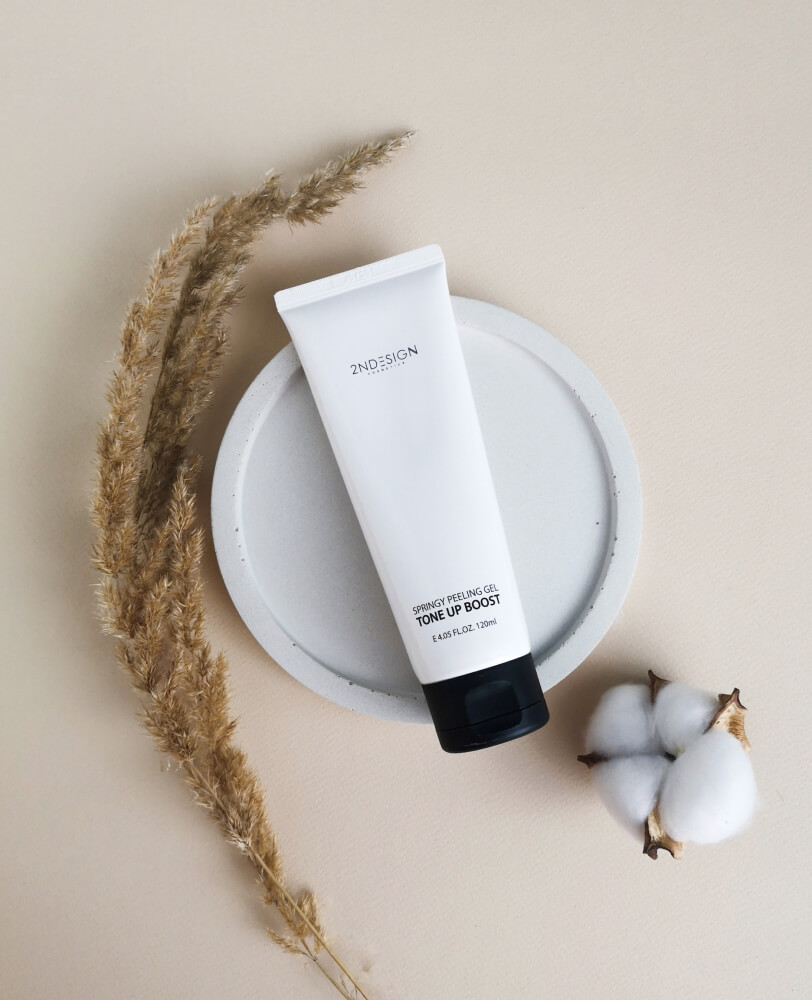 2NDESIGN
COSMETICS
SPRINGY PEELING GEL
TONE UP BOOST
E 4.05 FL.OZ. 120ml